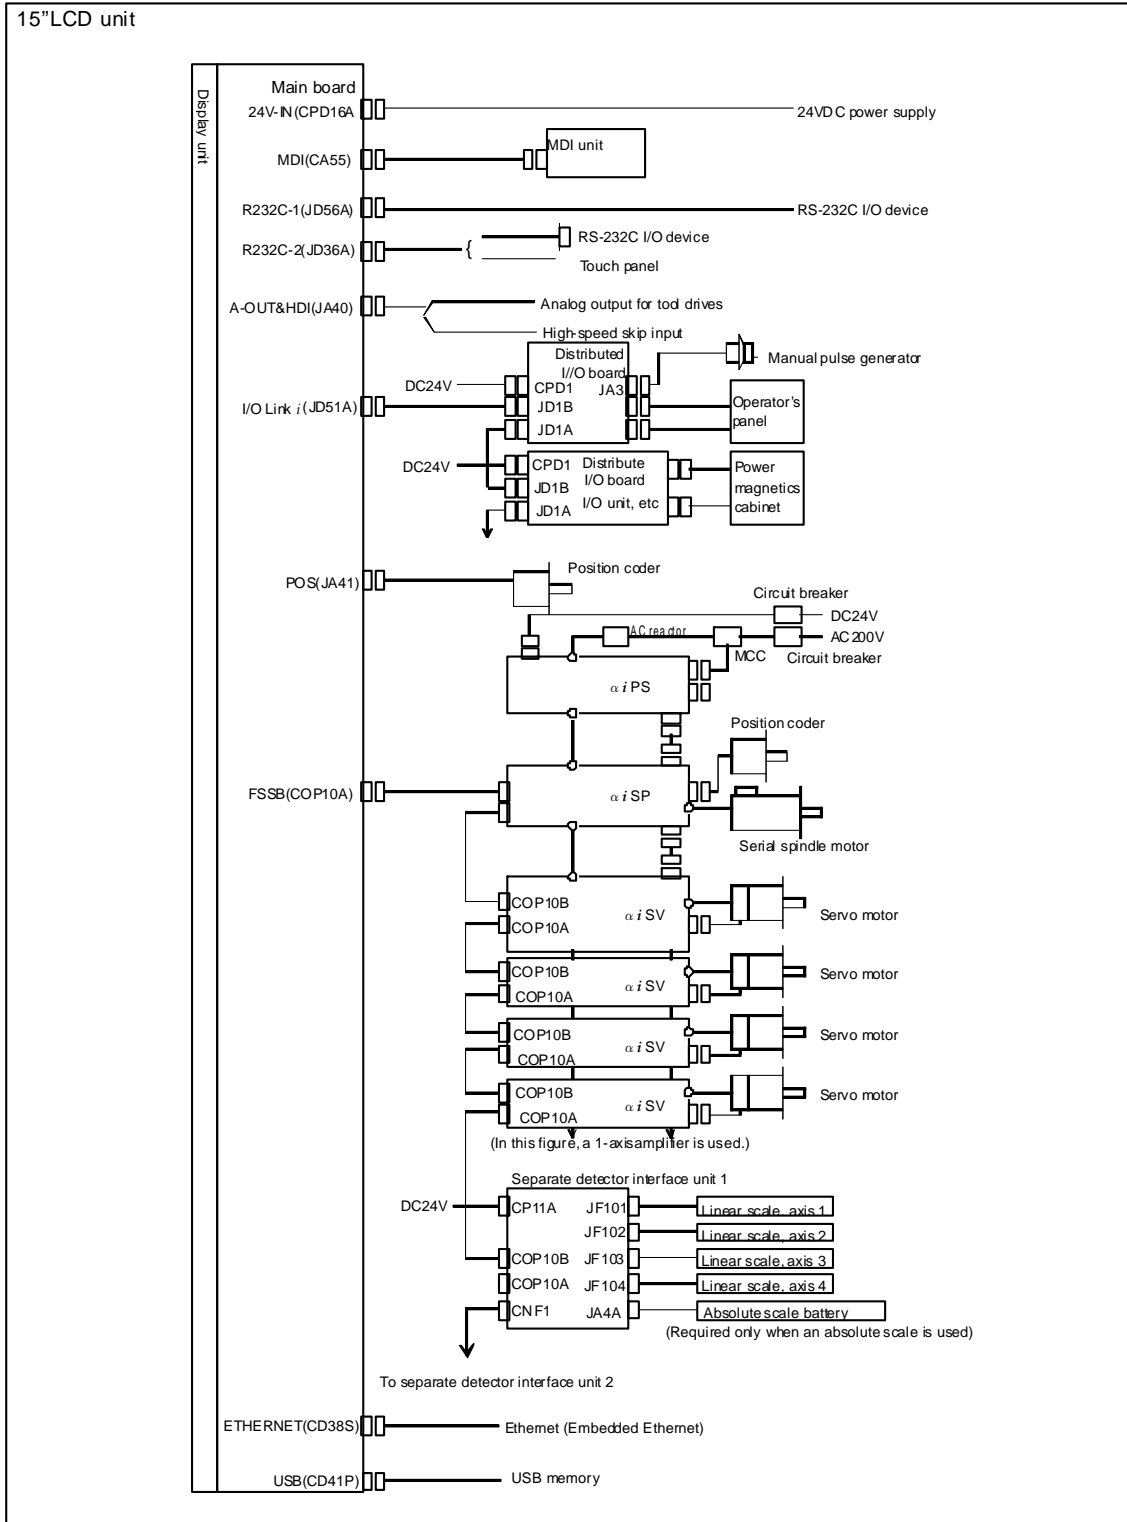 15”LCD unit
Display unit
Main board
24V-IN(CPD16A
24VDC power supply
MDI(CA55)
MDI unit
R232C-1(JD56A)
RS-232C I/O device
R232C-2(JD36A)
{
RS-232C I/O device
Touch panel
A-OUT&HDI(JA40)
Analog output for tool drives
High-speed skip input
Distributed
I//O board
DC24V
CPD1
JA3
Manual pulse generator
I/O Link i (JD51A)
JD1B
JD1A
Operator's
panel
DC24V
CPD1
Distribute
I/O board
JD1B
I/O unit, etc
JD1A
Power
magnetics
cabinet
POS(JA41)
Position coder
Circuit breaker
DC24V
AC reactor
AC200V
MCC
Circuit breaker
α i PS
Position coder
FSSB(COP10A)
α i SP
Serial spindle motor
COP10B
α i SV
COP10A
Servo motor
COP10B
α i SV
COP10A
Servo motor
COP10B
α i SV
COP10A
Servo motor
COP10B
α i SV
COP10A
Servo motor
(In this figure, a 1-axis amplifier is used.)
Separate detector interface unit 1
DC24V
CP11A
JF101
Linear scale, axis 1
JF102
Linear scale, axis 2
COP10B
JF103
Linear scale, axis 3
COP10A
JF104
Linear scale, axis 4
CNF1
JA4A
Absolute scale battery
(Required only when an absolute scale is used)
To separate detector interface unit 2
ETHERNET(CD38S)
Ethernet (Embedded Ethernet)
USB(CD41P)
USB memory